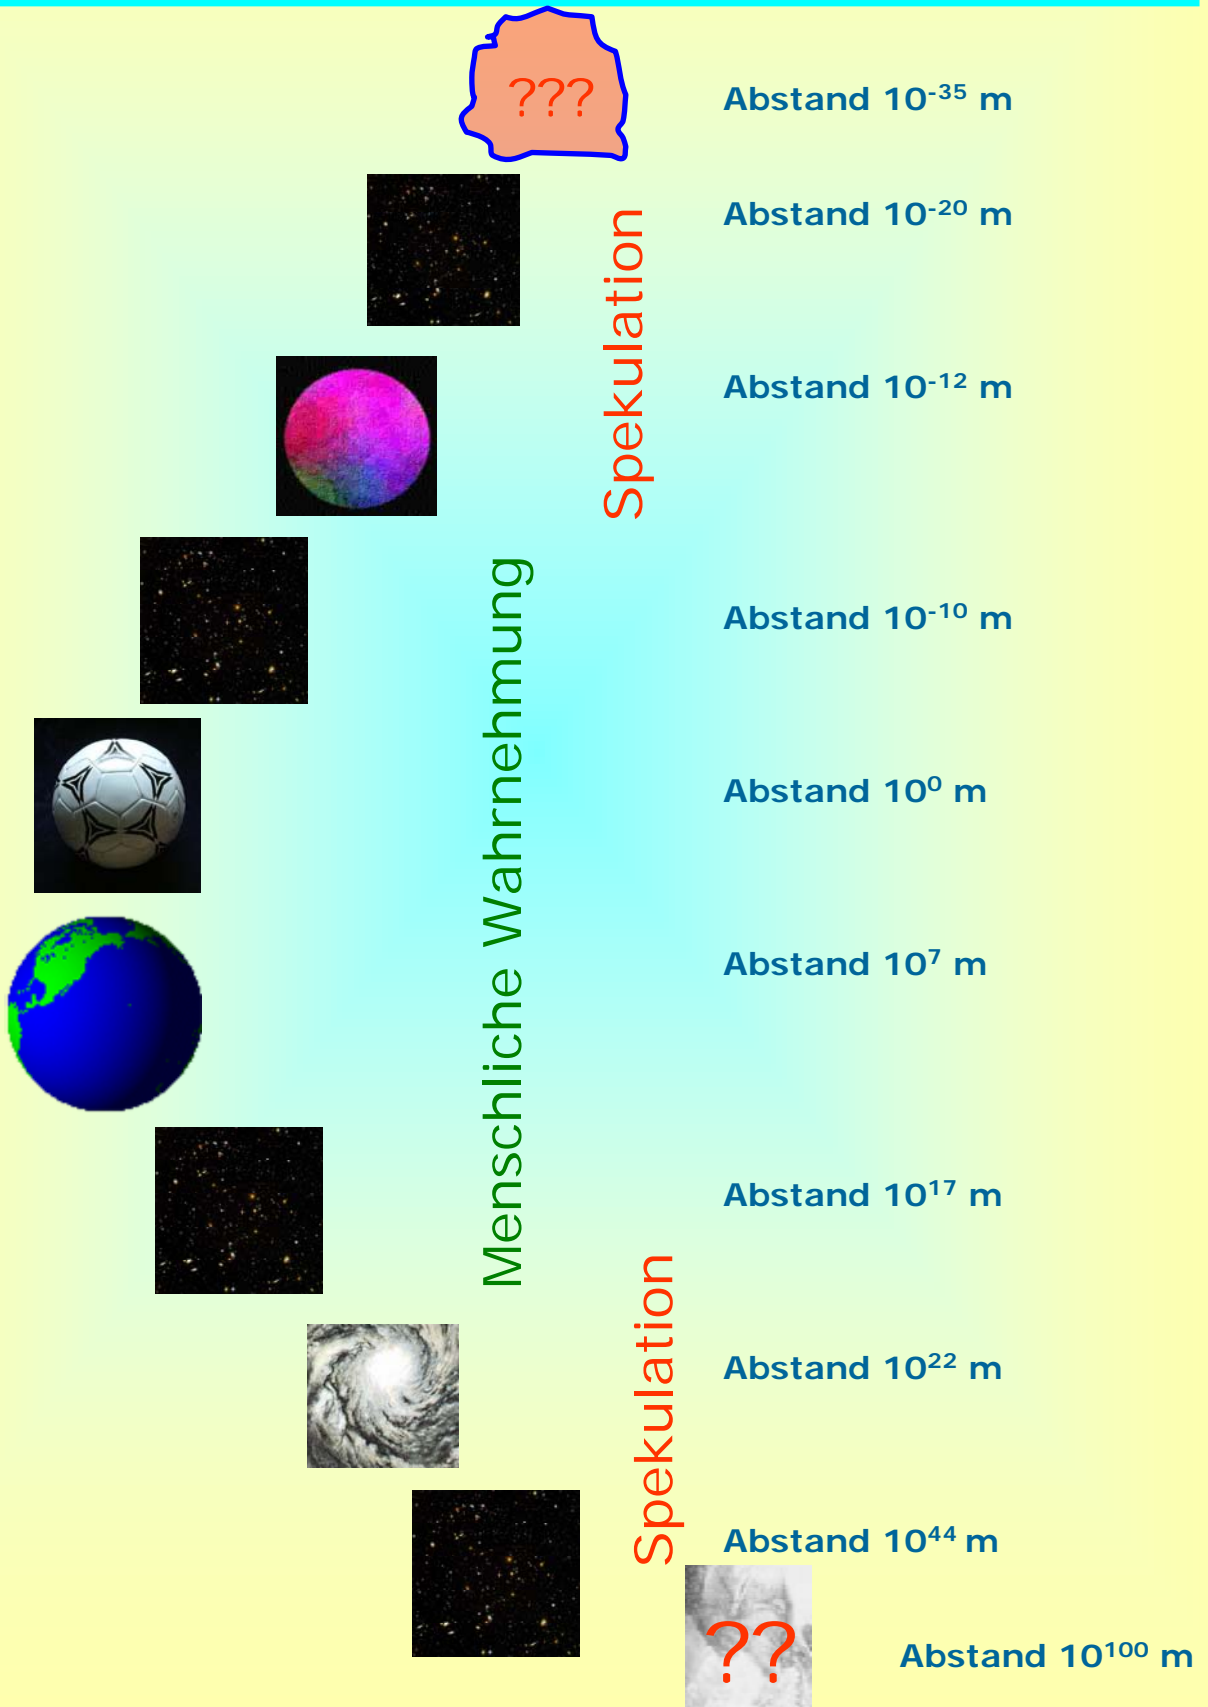 ???
Abstand 10⁻³⁵ m
Abstand 10⁻²⁰ m
Spekulation
Abstand 10⁻¹² m
Menschliche Wahrnehmung
Abstand 10⁻¹⁰ m
Abstand 10⁰ m
Abstand 10⁷ m
Abstand 10¹⁷ m
Spekulation
Abstand 10²² m
Abstand 10⁴⁴ m
??
Abstand 10¹⁰⁰ m